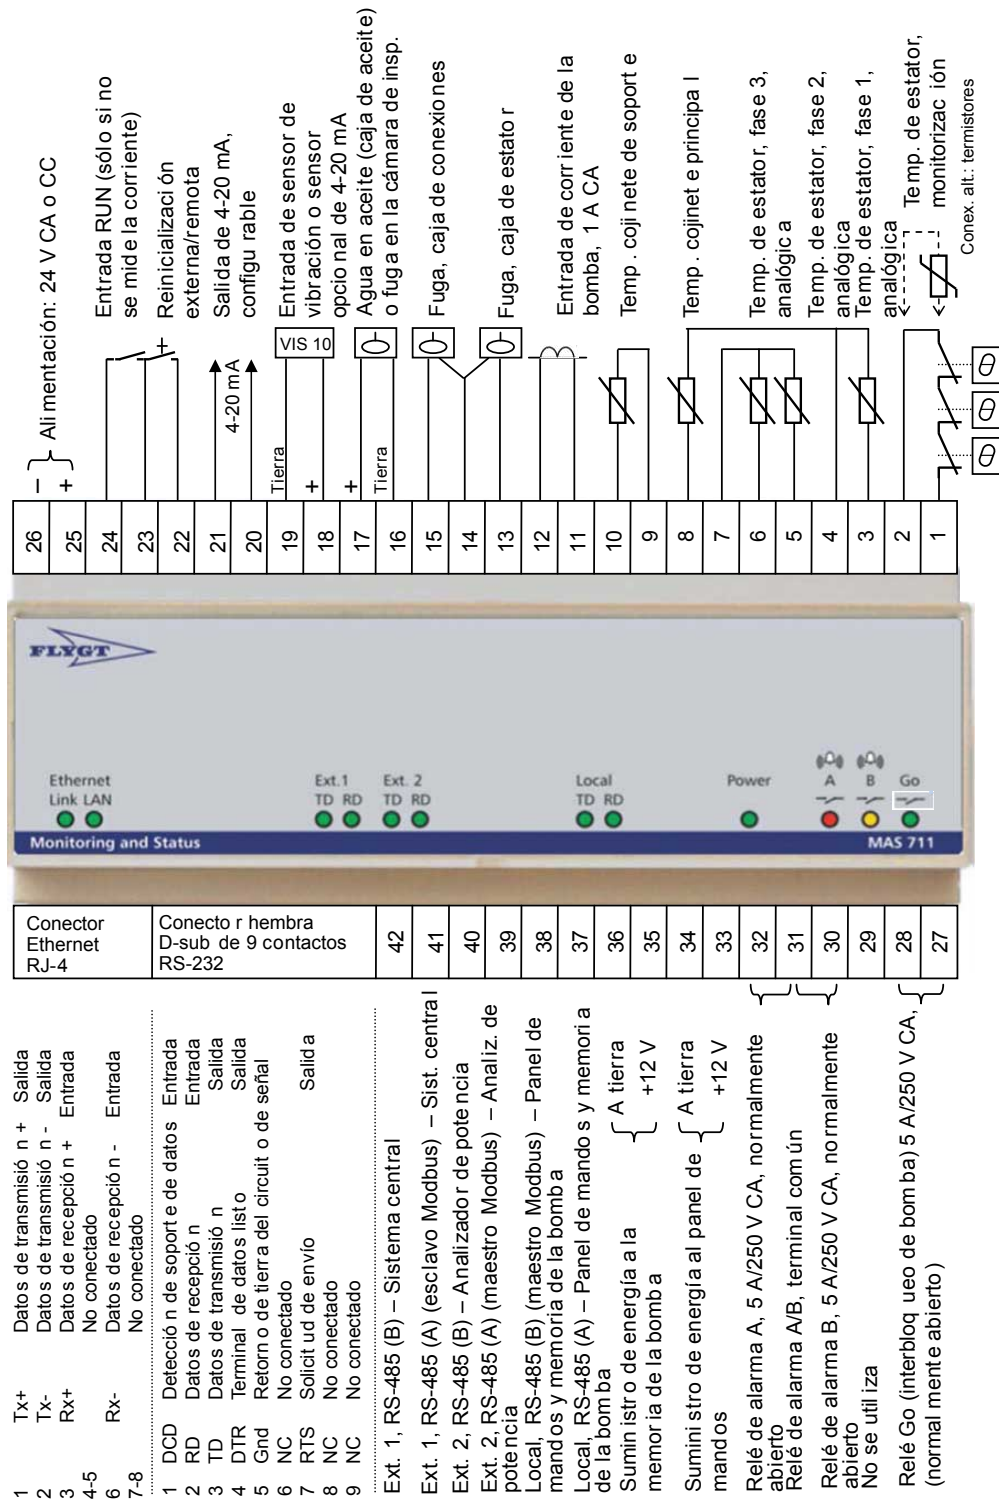 26
25
24
23
22
21
20
19
18
17
16
15
14
13
12
11
10
9
8
7
6
5
4
3
2
1
−
+
Alimentación: 24 V CA o CC
Entrada RUN (sólo si no
se mide la corriente)
+
Reinicialización
externa/remota
4-20 mA
Salida de 4-20 mA,
configurable
Tierra
+
VIS 10
Entrada de sensor de
vibración o sensor
opcional de 4-20 mA
+
Tierra
Agua en aceite (caja de aceite)
o fuga en la cámara de insp.
Fuga, caja de conexiones
Fuga, caja de estator
Entrada de corriente de la
bomba, 1 A CA
Temp. cojinete de soporte
Temp. cojinete principal
Temp. de estator, fase 3,
analógica
Temp. de estator, fase 2,
analógica
Temp. de estator, fase 1,
analógica
Temp. de estator,
monitorización
Conex. alt.: termistores
θ
θ
θ
FLYGT
Ethernet
Link LAN
Ext.1
TD RD
Ext. 2
TD RD
Local
TD RD
Power
A
B
Go
Monitoring and Status
MAS 711
Conector
Ethernet
RJ-4
Conector hembra
D-sub de 9 contactos
RS-232
42
41
40
39
38
37
36
35
34
33
32
31
30
29
28
27
1 Tx+ Datos de transmisión + Salida
2 Tx- Datos de transmisión - Salida
3 Rx+ Datos de recepción + Entrada
4-5 No conectado
6 Rx- Datos de recepción - Entrada
7-8 No conectado
1 DCD Detección de soporte de datos Entrada
2 RD Datos de recepción Entrada
3 TD Datos de transmisión Salida
4 DTR Terminal de datos listo Salida
5 Gnd Retorno de tierra del circuito de señal
6 NC No conectado
7 RTS Solicitud de envío Salida
8 NC No conectado
9 NC No conectado
Ext. 1, RS-485 (B) – Sistema central
Ext. 1, RS-485 (A) (esclavo Modbus) – Sist. central
Ext. 2, RS-485 (B) – Analizador de potencia
Ext. 2, RS-485 (A) (maestro Modbus) – Analiz. de
potencia
Local, RS-485 (B) (maestro Modbus) – Panel de
mandos y memoria de la bomba
Local, RS-485 (A) – Panel de mandos y memoria
de la bomba
Suministro de energía a la
memoria de la bomba
A tierra
+12 V
Suministro de energía al panel de
mandos
A tierra
+12 V
Relé de alarma A, 5 A/250 V CA, normalmente
abierto
Relé de alarma A/B, terminal común
Relé de alarma B, 5 A/250 V CA, normalmente
abierto
No se utiliza
Relé Go (interbloqueo de bomba) 5 A/250 V CA,
(normalmente abierto)